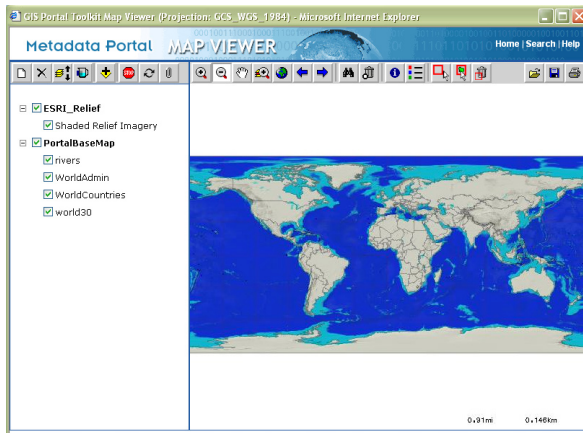 GIS Portal Toolkit Map Viewer (Projection: GCS_WGS_1984) - Microsoft Internet Explorer
Metadata Portal MAP VIEWER Home | Search | Help
ESRI_Relief
Shaded Relief Imagery
PortalBaseMap
rivers
WorldAdmin
WorldCountries
world30
0.91mi 0.146Km